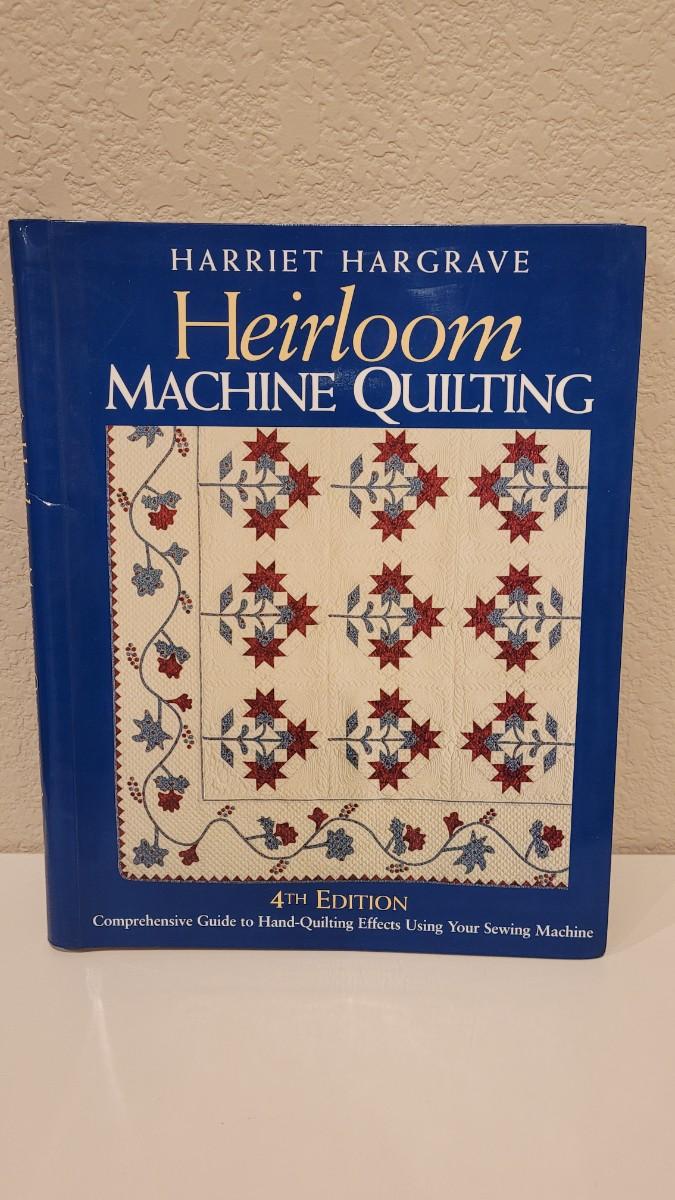 HARRIET HARGRAVE
Heirloom
MACHINE QUILTING
4TH EDITION
Comprehensive Guide to Hand-Quilting Effects Using Your Sewing Machine